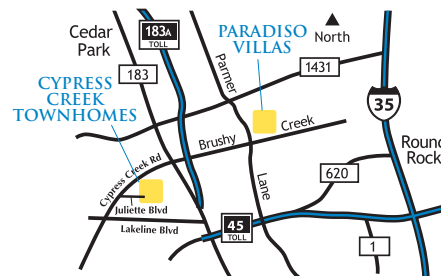 Cedar
Park
183A
TOLL
PARADISO
VILLAS
North
183
Parmer
1431
CYPRESS
CREEK
TOWNHOMES
35
Brushy
Creek
Round
Rock
Cypress Creek Rd
Lane
620
Juliette Blvd
Lakeline Blvd
45
TOLL
1